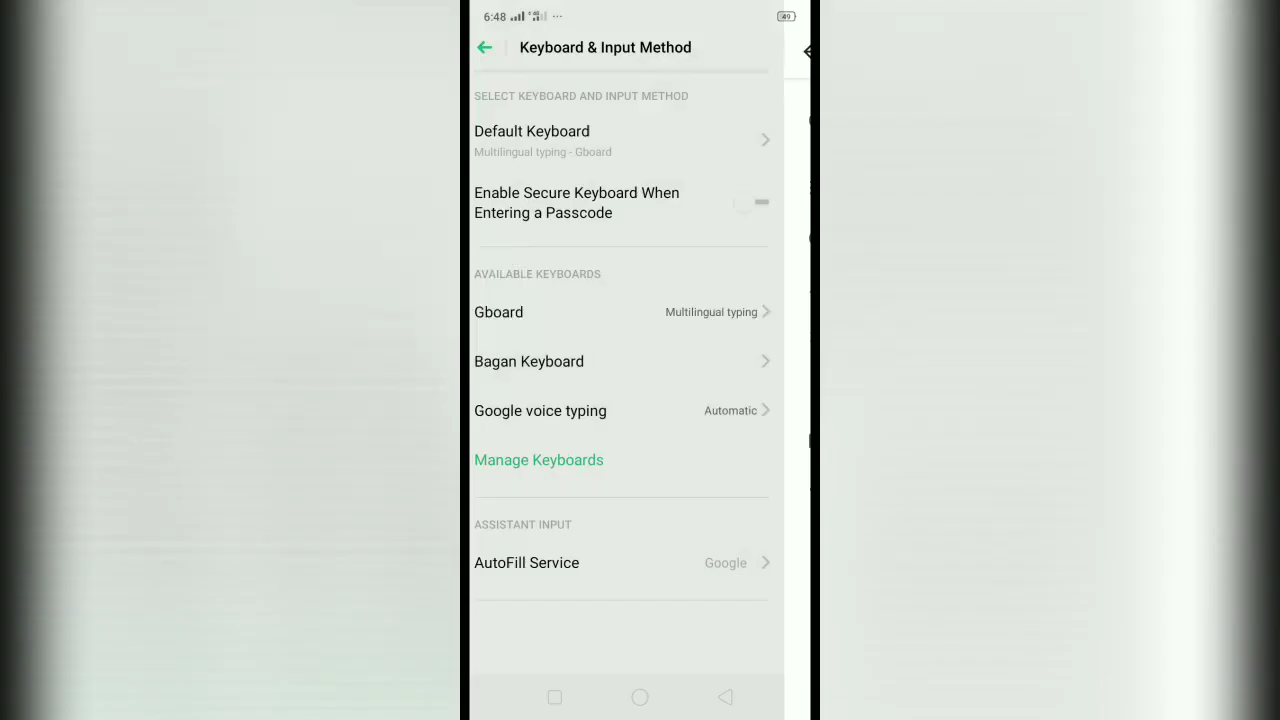 6:48
49
Keyboard & Input Method
SELECT KEYBOARD AND INPUT METHOD
Default Keyboard
Multilingual typing - Gboard
Enable Secure Keyboard When
Entering a Passcode
AVAILABLE KEYBOARDS
Gboard
Multilingual typing
Bagan Keyboard
Google voice typing
Automatic
Manage Keyboards
ASSISTANT INPUT
AutoFill Service
Google